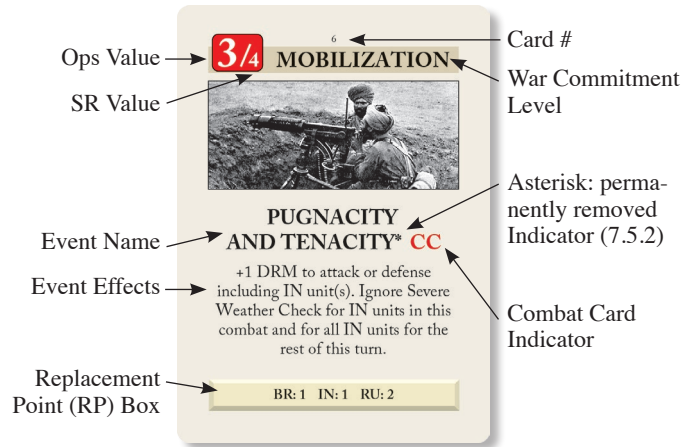 6
3/4
MOBILIZATION
PUGNACITY
AND TENACITY* CC
+1 DRM to attack or defense
including IN unit(s). Ignore Severe
Weather Check for IN units in this
combat and for all IN units for the
rest of this turn.
BR: 1 IN: 1 RU: 2
Ops Value
SR Value
Event Name
Event Effects
Replacement
Point (RP) Box
Card #
War Commitment
Level
Asterisk: perma-
nently removed
Indicator (7.5.2)
Combat Card
Indicator